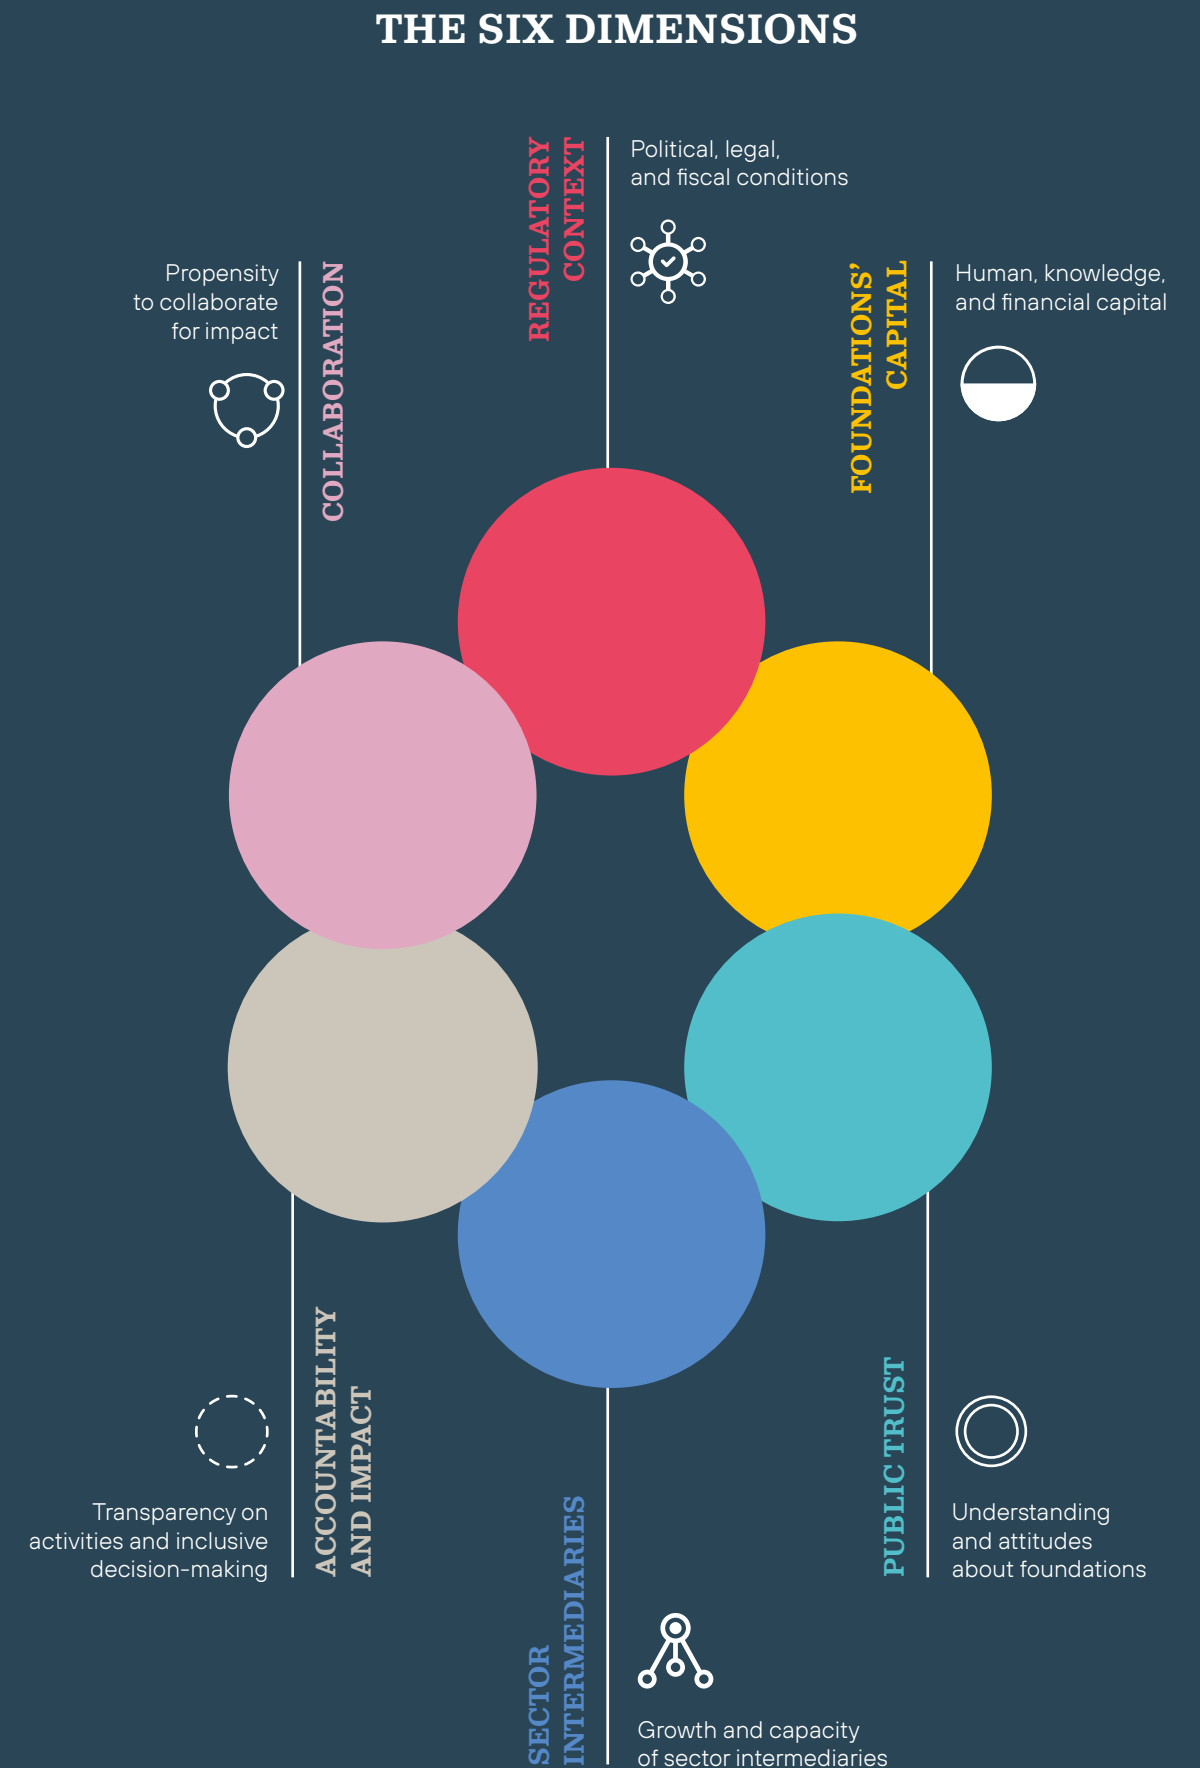 THE SIX DIMENSIONS
REGULATORY
CONTEXT
Political, legal,
and fiscal conditions
Propensity
to collaborate
for impact
COLLABORATION
FOUNDATIONS’
CAPITAL
Human, knowledge,
and financial capital
Transparency on
activities and inclusive
decision-making
ACCOUNTABILITY
AND IMPACT
PUBLIC TRUST
Understanding
and attitudes
about foundations
SECTOR
INTERMEDIARIES
Growth and capacity
of sector intermediaries